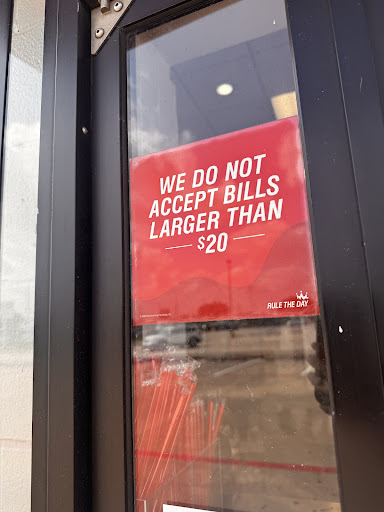 WE DO NOT
ACCEPT BILLS
LARGER THAN
$20
RULE THE DAY